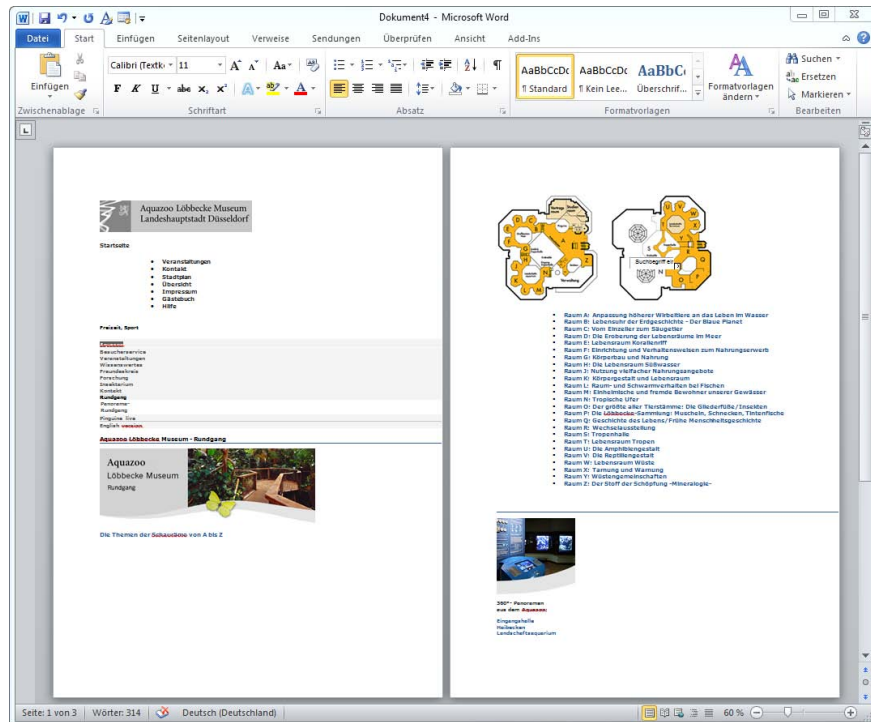 Dokument4 - Microsoft Word
Datei Start Einfügen Seitenlayout Verweise Sendungen Überprüfen Ansicht Add-Ins
Einfügen
Calibri (Textk 11
F K U abe x₂ x² A ab A
AaBbCcDc AaBbCcDc AaBbC
¶ Standard ¶ Kein Lee... Überschrif...
Formatvorlagen ändern
Suchen
Ersetzen
Markieren
Zwischenablage Schriftart Absatz Formatvorlagen Bearbeiten
Aquazoo Löbbecke Museum
Landeshauptstadt Düsseldorf
Startseite
Veranstaltungen
Kontakt
Stadtplan
Übersicht
Impressum
Gästebuch
Hilfe
Freizeit, Sport
Aquazoo
Besucherservice
Veranstaltungen
Wissenswertes
Freundeskreis
Forschung
Insektarium
Kontakt
Rundgang
Panorama-
Rundgang
Pinguine live
English version
Aquazoo Löbbecke Museum - Rundgang
Aquazoo
Löbbecke Museum
Rundgang
Die Themen der Schauräume von A bis Z
Suchbegriff ein
Verwaltung
Raum A: Anpassung höherer Wirbeltiere an das Leben im Wasser
Raum B: Lebensuhr der Erdgeschichte - Der Blaue Planet
Raum C: Vom Einzeller zum Säugetier
Raum D: Die Eroberung der Lebensräume im Meer
Raum E: Lebensraum Korallenriff
Raum F: Einrichtung und Verhaltensweisen zum Nahrungserwerb
Raum G: Körperbau und Nahrung
Raum H: Die Lebensraum Süßwasser
Raum J: Nutzung vielfacher Nahrungsangebote
Raum K: Körpergestalt und Lebensraum
Raum L: Raum- und Schwarmverhalten bei Fischen
Raum M: Einheimische und fremde Bewohner unserer Gewässer
Raum N: Tropische Ufer
Raum O: Der größte aller Tierstämme: Die Gliederfüße/Insekten
Raum P: Die Löbbecke-Sammlung: Muscheln, Schnecken, Tintenfische
Raum Q: Geschichte des Lebens/Frühe Menschheitsgeschichte
Raum R: Wechselausstellung
Raum S: Tropenhalle
Raum T: Lebensraum Tropen
Raum U: Die Amphibiengestalt
Raum V: Die Reptiliengestalt
Raum W: Lebensraum Wüste
Raum X: Tarnung und Warnung
Raum Y: Wüstengemeinschaften
Raum Z: Der Stoff der Schöpfung -Mineralogie-
360°- Panoramen
aus dem Aquazoo:
Eingangshalle
Haibecken
Landschaftsaquarium
Seite: 1 von 3 Wörter: 314 Deutsch (Deutschland) 60 %